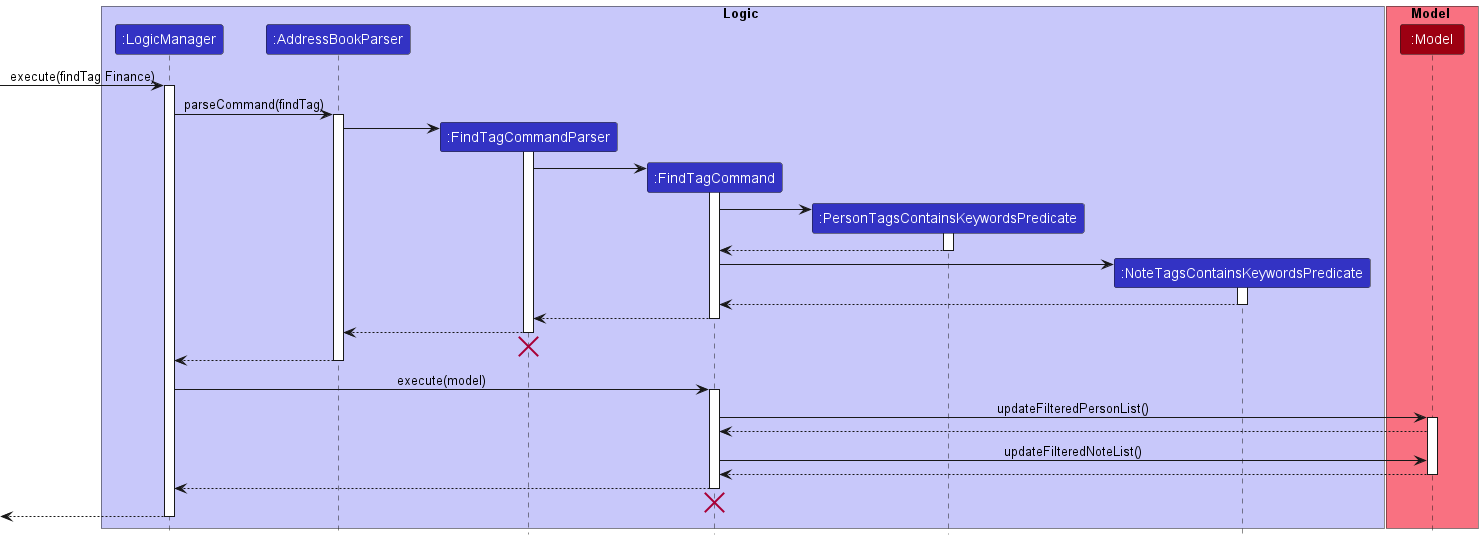 Logic
Model
:LogicManager
:AddressBookParser
:Model
execute(findTag Finance)
parseCommand(findTag)
:FindTagCommandParser
:FindTagCommand
:PersonTagsContainsKeywordsPredicate
:NoteTagsContainsKeywordsPredicate
execute(model)
updateFilteredPersonList()
updateFilteredNoteList()